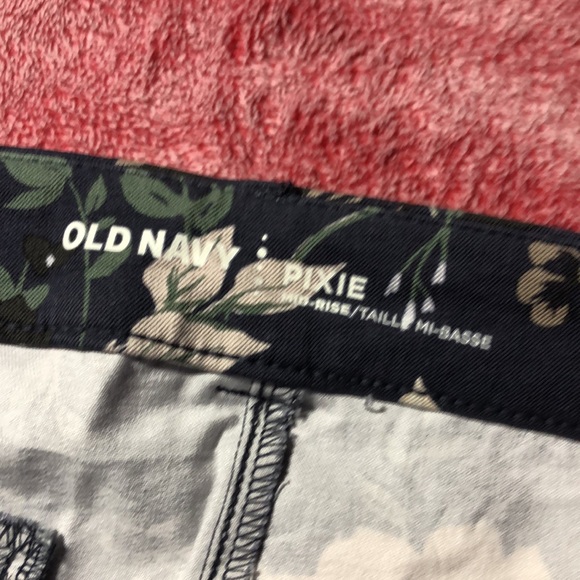 OLD NAVY
PIXIE
MID-RISE/TAILLE MI-BASSE